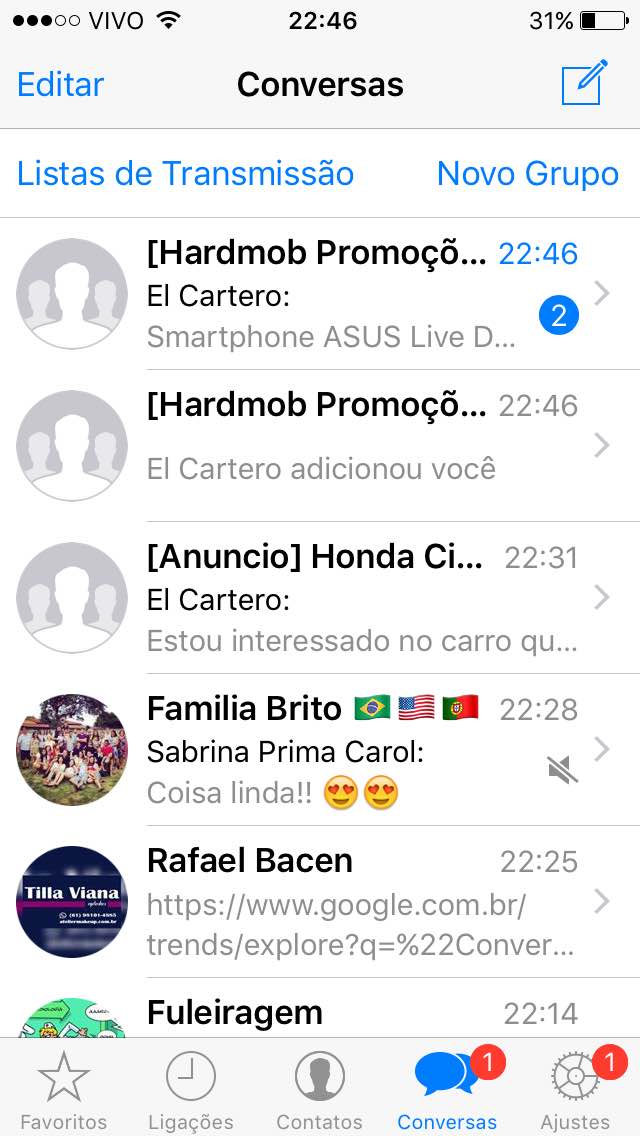 VIVO 22:46 31%
Editar Conversas
Listas de Transmissão Novo Grupo
[Hardmob Promoçõ... 22:46
El Cartero:
Smartphone ASUS Live D... 2
[Hardmob Promoçõ... 22:46
El Cartero adicionou você
[Anuncio] Honda Ci... 22:31
El Cartero:
Estou interessado no carro qu...
Familia Brito 🇧🇷🇺🇸🇵🇹 22:28
Sabrina Prima Carol:
Coisa linda!! 😍😍
Rafael Bacen 22:25
Tilla Viana
https://www.google.com.br/
trends/explore?q=%22Conver...
Fuleiragem 22:14
1 1
Favoritos Ligações Contatos Conversas Ajustes